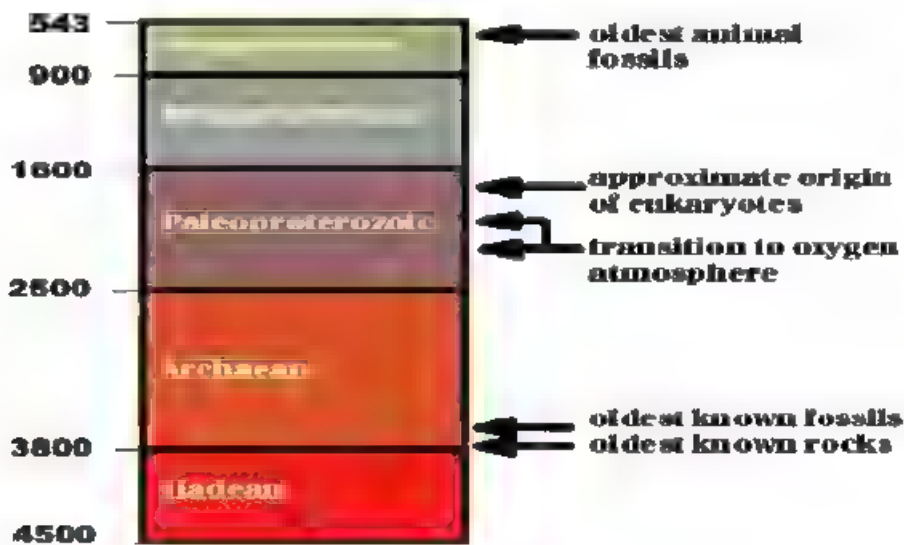 543
oldest animal
fossils
900
1600
approximate origin
of eukaryotes
Paleoproterozoic
transition to oxygen
atmosphere
2500
Archaean
oldest known fossils
3800
oldest known rocks
Hadean
4500